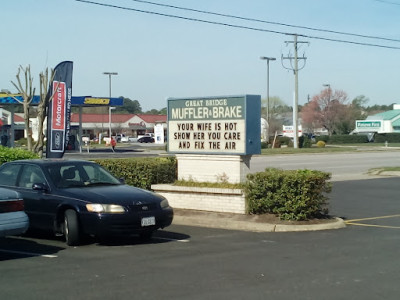 GREAT BRIDGE
MUFFLER & BRAKE
YOUR WIFE IS HOT
SHOW HER YOU CARE
AND FIX THE AIR
Motorcraft